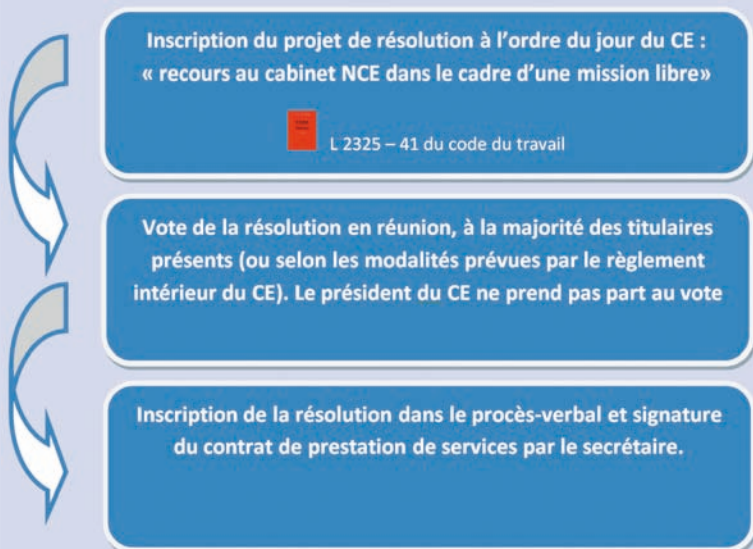 Inscription du projet de résolution à l'ordre du jour du CE :
« recours au cabinet NCE dans le cadre d'une mission libre»
L 2325 – 41 du code du travail
Vote de la résolution en réunion, à la majorité des titulaires
présents (ou selon les modalités prévues par le règlement
intérieur du CE). Le président du CE ne prend pas part au vote
Inscription de la résolution dans le procès-verbal et signature
du contrat de prestation de services par le secrétaire.